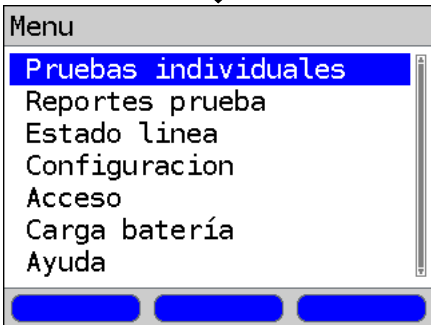 Menu
Pruebas individuales
Reportes prueba
Estado linea
Configuracion
Acceso
Carga batería
Ayuda